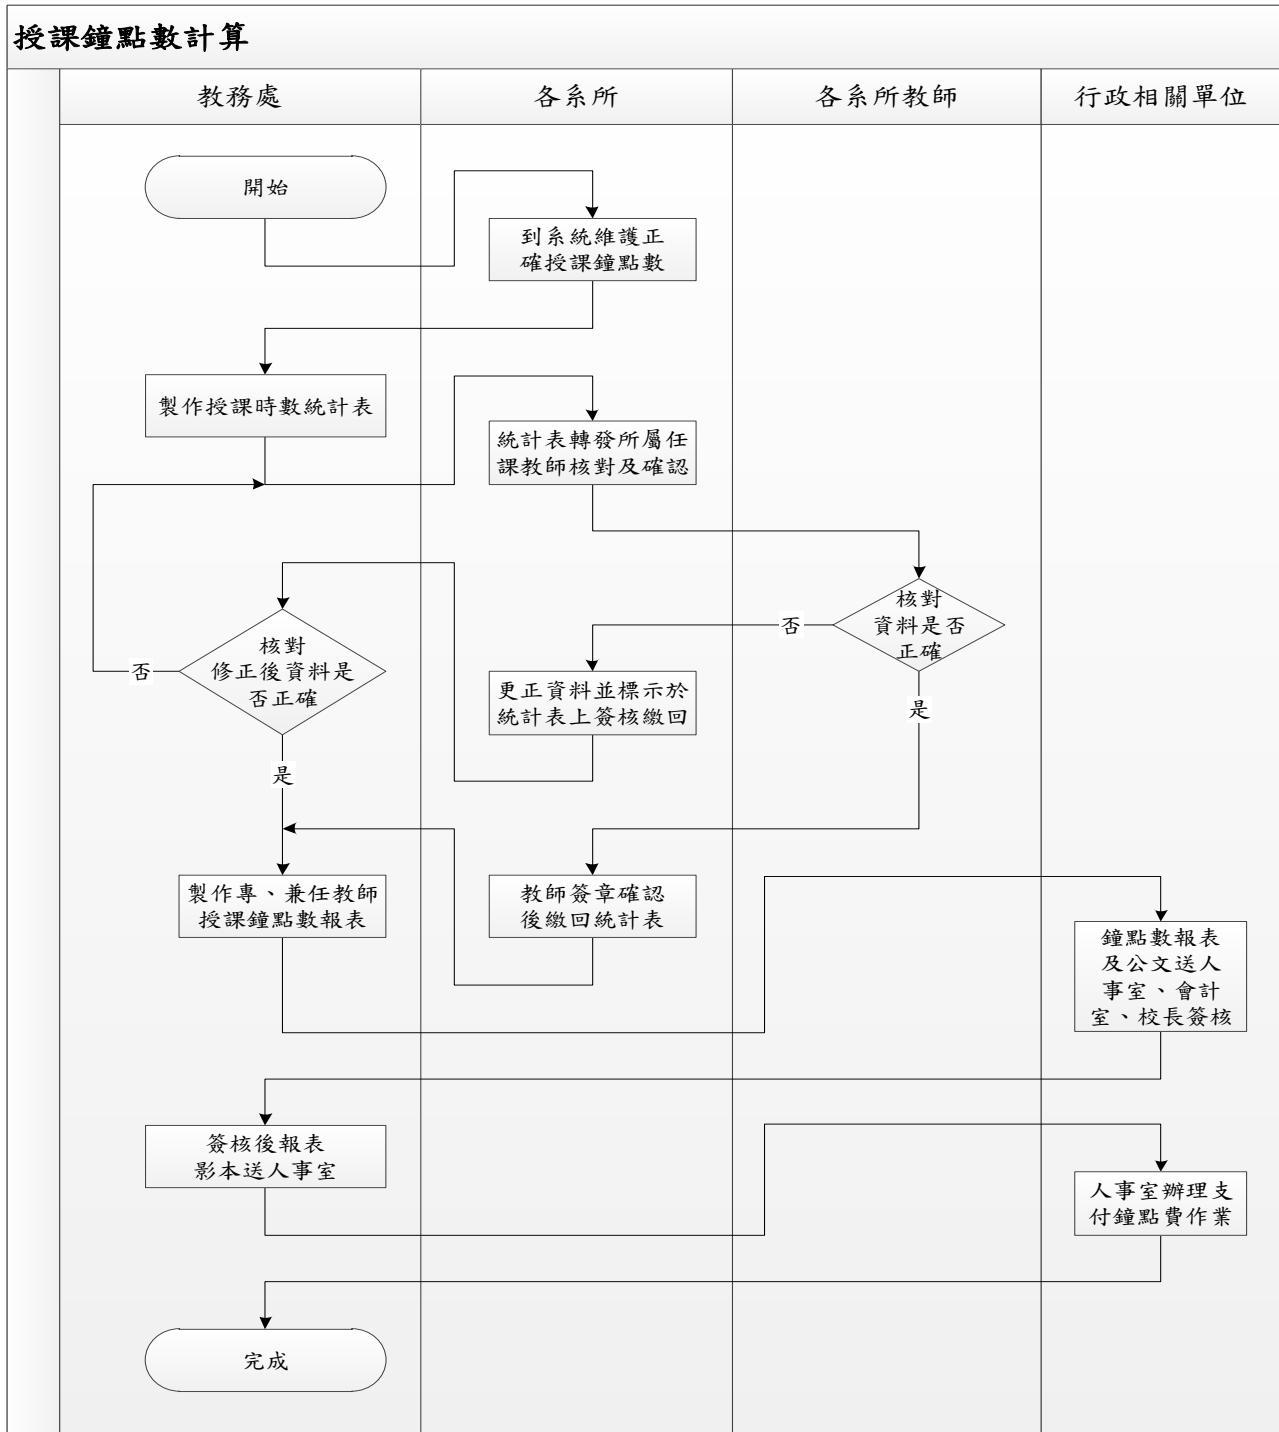 授課鐘點數計算
教務處
各系所
各系所教師
行政相關單位
開始
到系統維護正
確授課鐘點數
製作授課時數統計表
統計表轉發所屬任
課教師核對及確認
核對
資料是否
正確
否
是
更正資料並標示於
統計表上簽核繳回
核對
修正後資料是
否正確
否
是
教師簽章確認
後繳回統計表
製作專、兼任教師
授課鐘點數報表
鐘點數報表
及公文送人
事室、會計
室、校長簽核
簽核後報表
影本送人事室
人事室辦理支
付鐘點費作業
完成